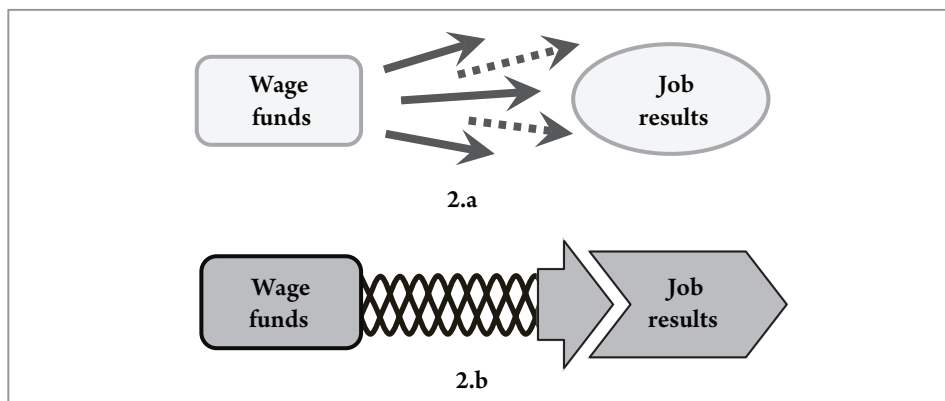 Wage
funds
Job
results
2.a
Wage
funds
Job
results
2.b